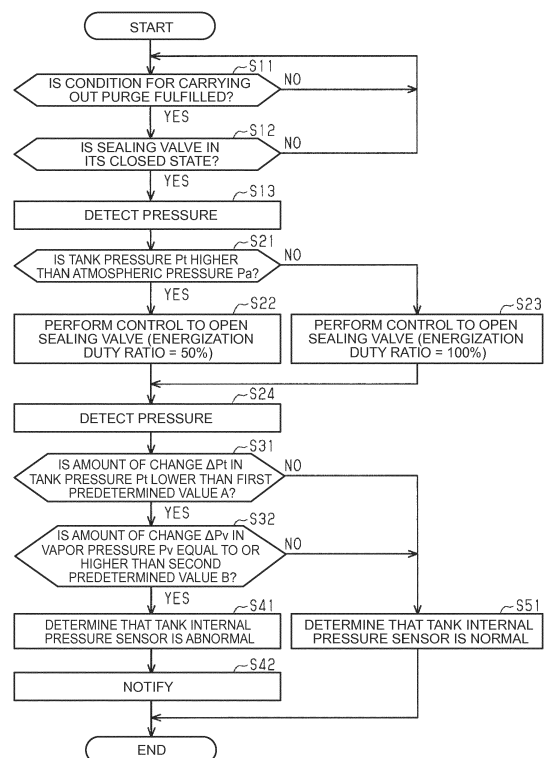 START
S11
IS CONDITION FOR CARRYING
OUT PURGE FULFILLED?
NO
YES
S12
IS SEALING VALVE IN
ITS CLOSED STATE?
NO
YES
S13
DETECT PRESSURE
S21
IS TANK PRESSURE Pt HIGHER
THAN ATMOSPHERIC PRESSURE Pa?
NO
YES
S22
PERFORM CONTROL TO OPEN
SEALING VALVE (ENERGIZATION
DUTY RATIO = 50%)
S23
PERFORM CONTROL TO OPEN
SEALING VALVE (ENERGIZATION
DUTY RATIO = 100%)
S24
DETECT PRESSURE
S31
IS AMOUNT OF CHANGE ΔPt IN
TANK PRESSURE Pt LOWER THAN FIRST
PREDETERMINED VALUE A?
NO
YES
S32
IS AMOUNT OF CHANGE ΔPv IN
VAPOR PRESSURE Pv EQUAL TO OR
HIGHER THAN SECOND
PREDETERMINED VALUE B?
NO
YES
S41
DETERMINE THAT TANK INTERNAL
PRESSURE SENSOR IS ABNORMAL
S51
DETERMINE THAT TANK INTERNAL
PRESSURE SENSOR IS NORMAL
S42
NOTIFY
END